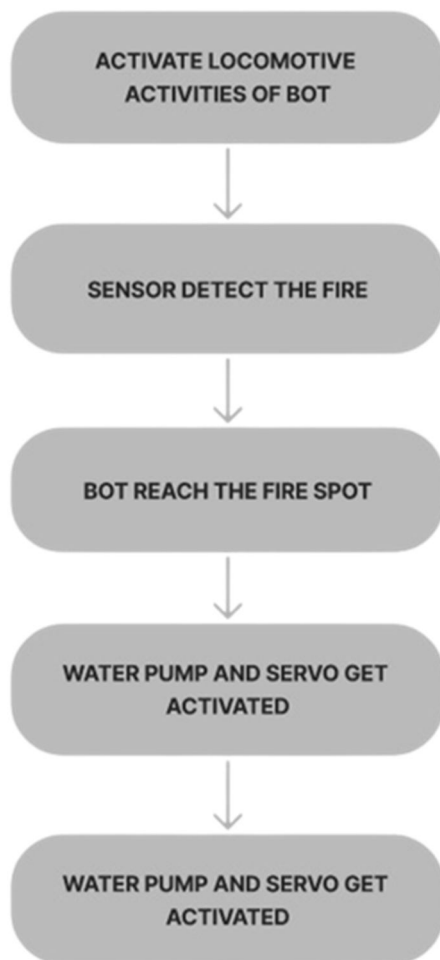 ACTIVATE LOCOMOTIVE
ACTIVITIES OF BOT
SENSOR DETECT THE FIRE
BOT REACH THE FIRE SPOT
WATER PUMP AND SERVO GET
ACTIVATED
WATER PUMP AND SERVO GET
ACTIVATED